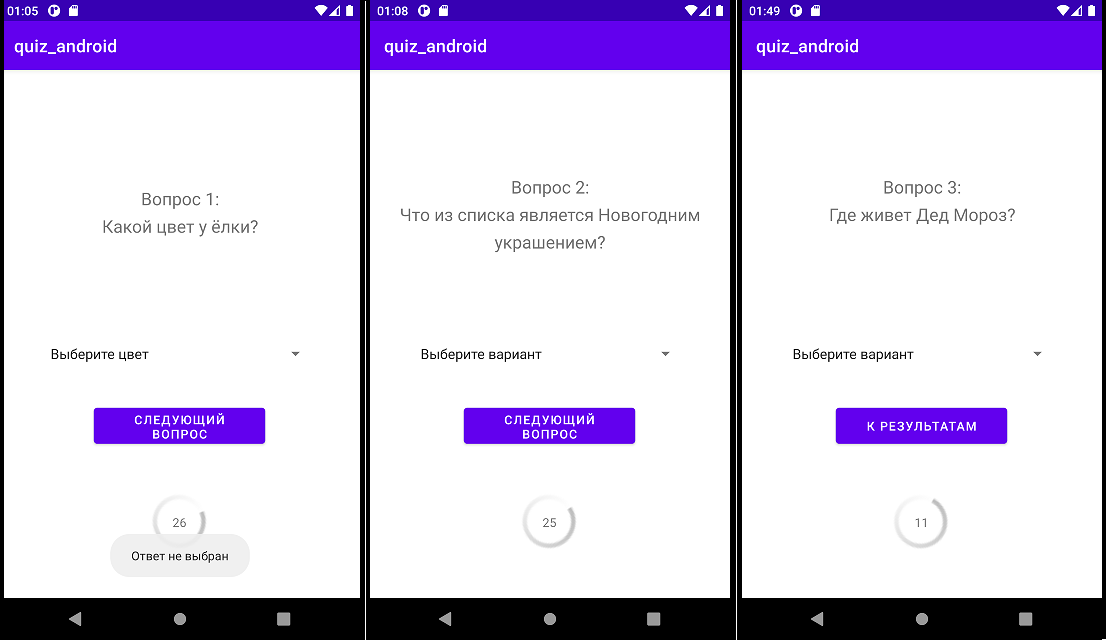 01:05
quiz_android
Вопрос 1:
Какой цвет у ёлки?
Выберите цвет
СЛЕДУЮЩИЙ
ВОПРОС
26
Ответ не выбран
01:08
quiz_android
Вопрос 2:
Что из списка является Новогодним
украшением?
Выберите вариант
СЛЕДУЮЩИЙ
ВОПРОС
25
01:49
quiz_android
Вопрос 3:
Где живет Дед Мороз?
Выберите вариант
К РЕЗУЛЬТАТАМ
11